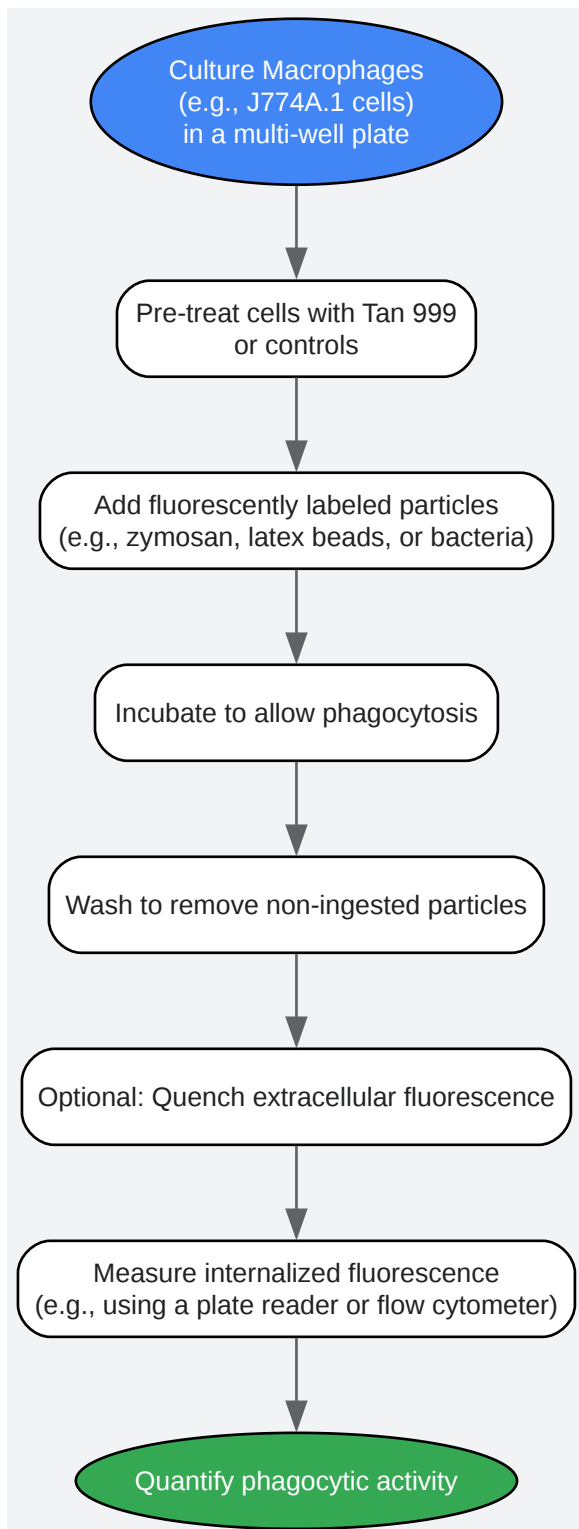 Culture Macrophages
(e.g., J774A.1 cells)
in a multi-well plate
Pre-treat cells with Tan 999
or controls
Add fluorescently labeled particles
(e.g., zymosan, latex beads, or bacteria)
Incubate to allow phagocytosis
Wash to remove non-ingested particles
Optional: Quench extracellular fluorescence
Measure internalized fluorescence
(e.g., using a plate reader or flow cytometer)
Quantify phagocytic activity